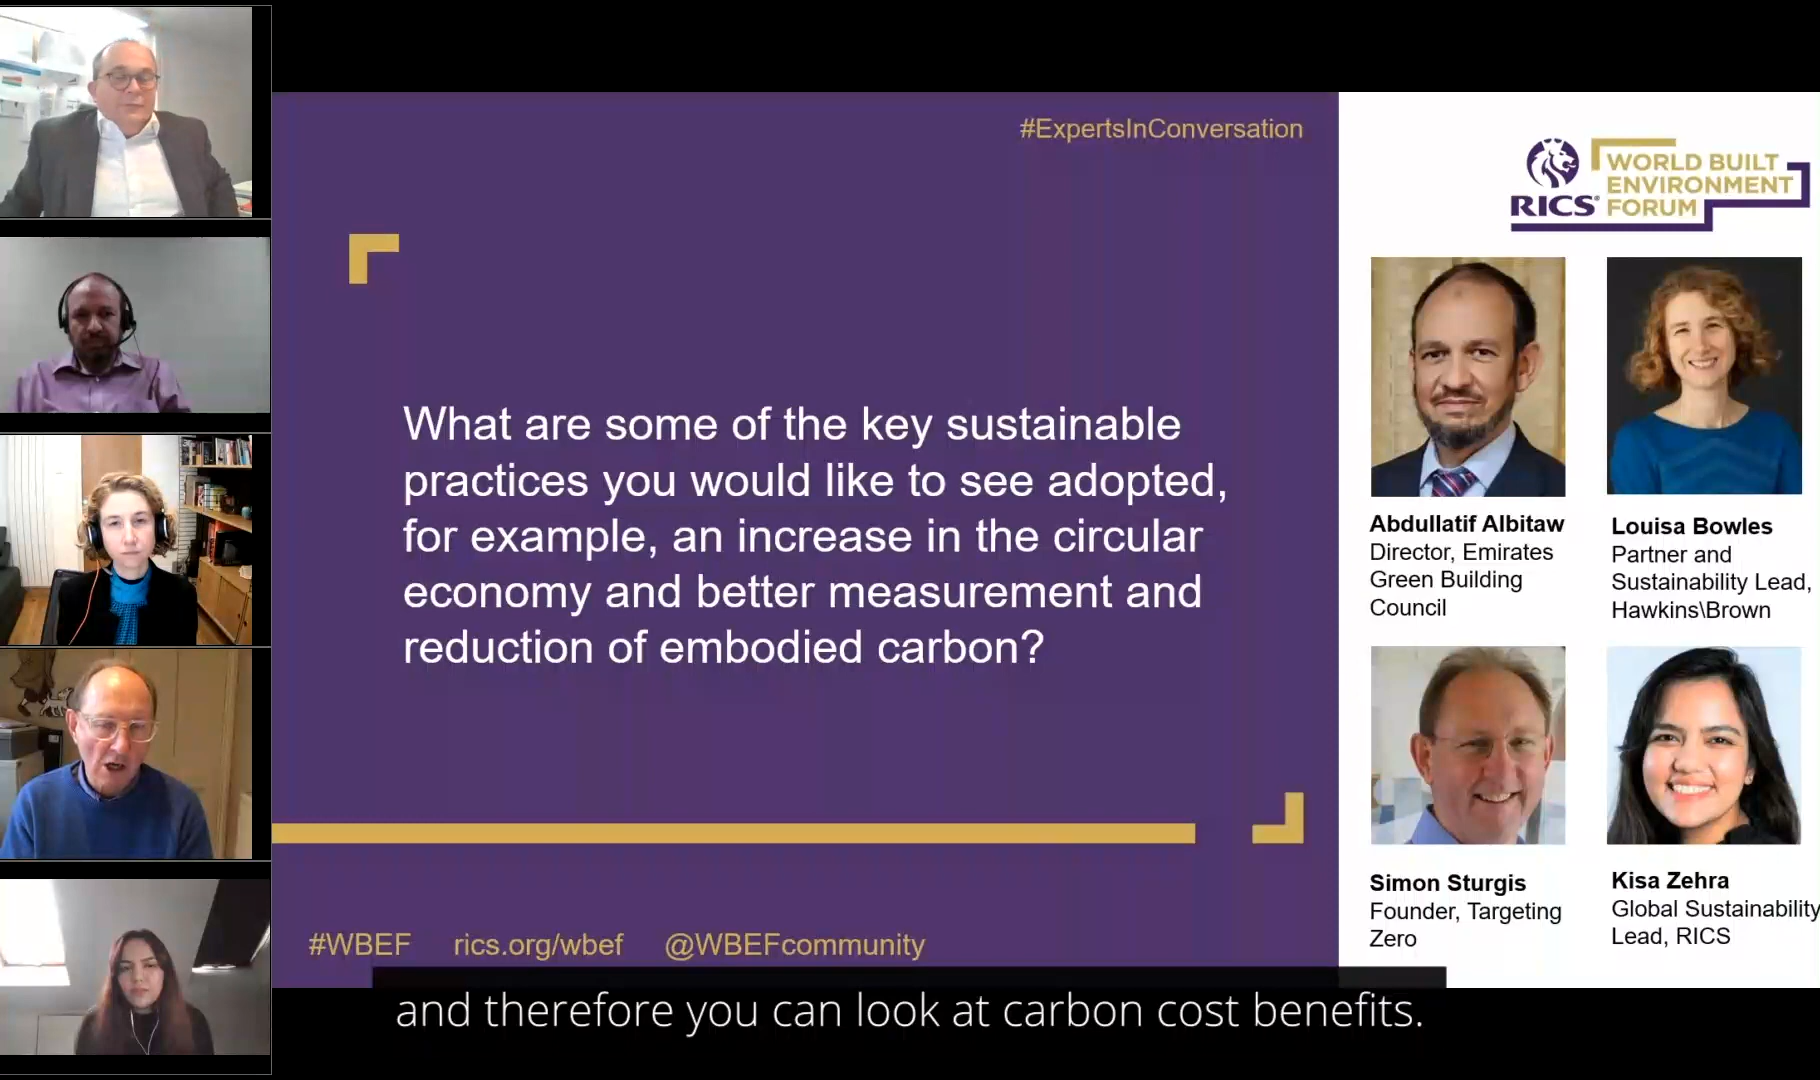 #ExpertsInConversation
What are some of the key sustainable
practices you would like to see adopted,
for example, an increase in the circular
economy and better measurement and
reduction of embodied carbon?
#WBEF rics.org/wbef @WBEFcommunity
RICS®
WORLD BUILT
ENVIRONMENT
FORUM
Abdullatif Albitaw
Director, Emirates
Green Building
Council
Louisa Bowles
Partner and
Sustainability Lead,
Hawkins\Brown
Simon Sturgis
Founder, Targeting
Zero
Kisa Zehra
Global Sustainability
Lead, RICS
and therefore you can look at carbon cost benefits.